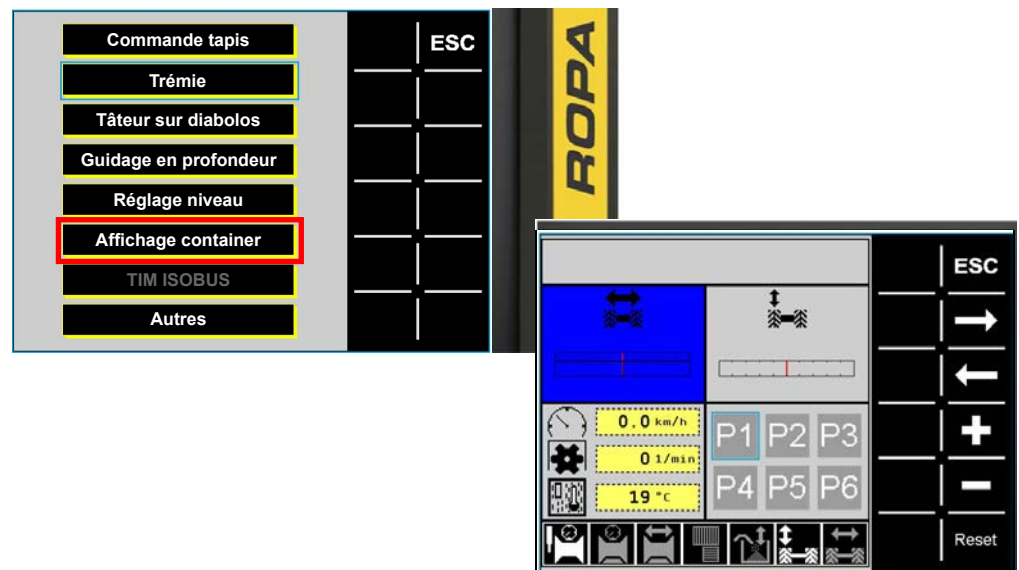 Commande tapis
ESC
Trémie
Tâteur sur diabolos
Guidage en profondeur
Réglage niveau
Affichage container
TIM ISOBUS
Autres
ROPA
ESC
0.0 km/h
0 1/min
19 °C
P1 P2 P3
P4 P5 P6
Reset